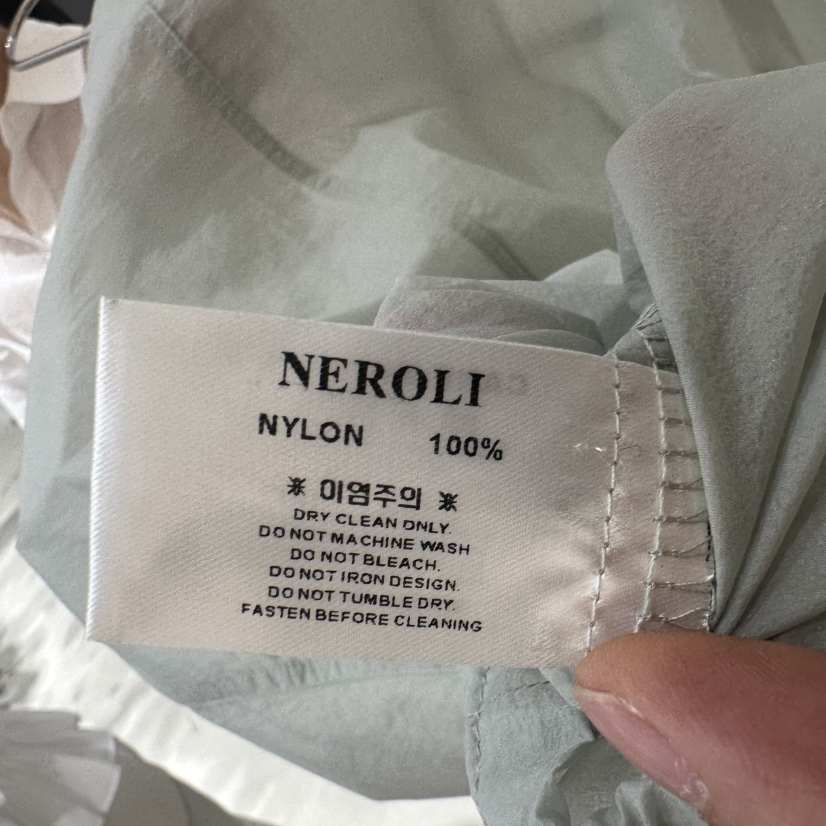 NEROLI
NYLON 100%
※ 이염주의 ※
DRY CLEAN ONLY.
DO NOT MACHINE WASH
DO NOT BLEACH.
DO NOT IRON DESIGN.
DO NOT TUMBLE DRY.
FASTEN BEFORE CLEANING